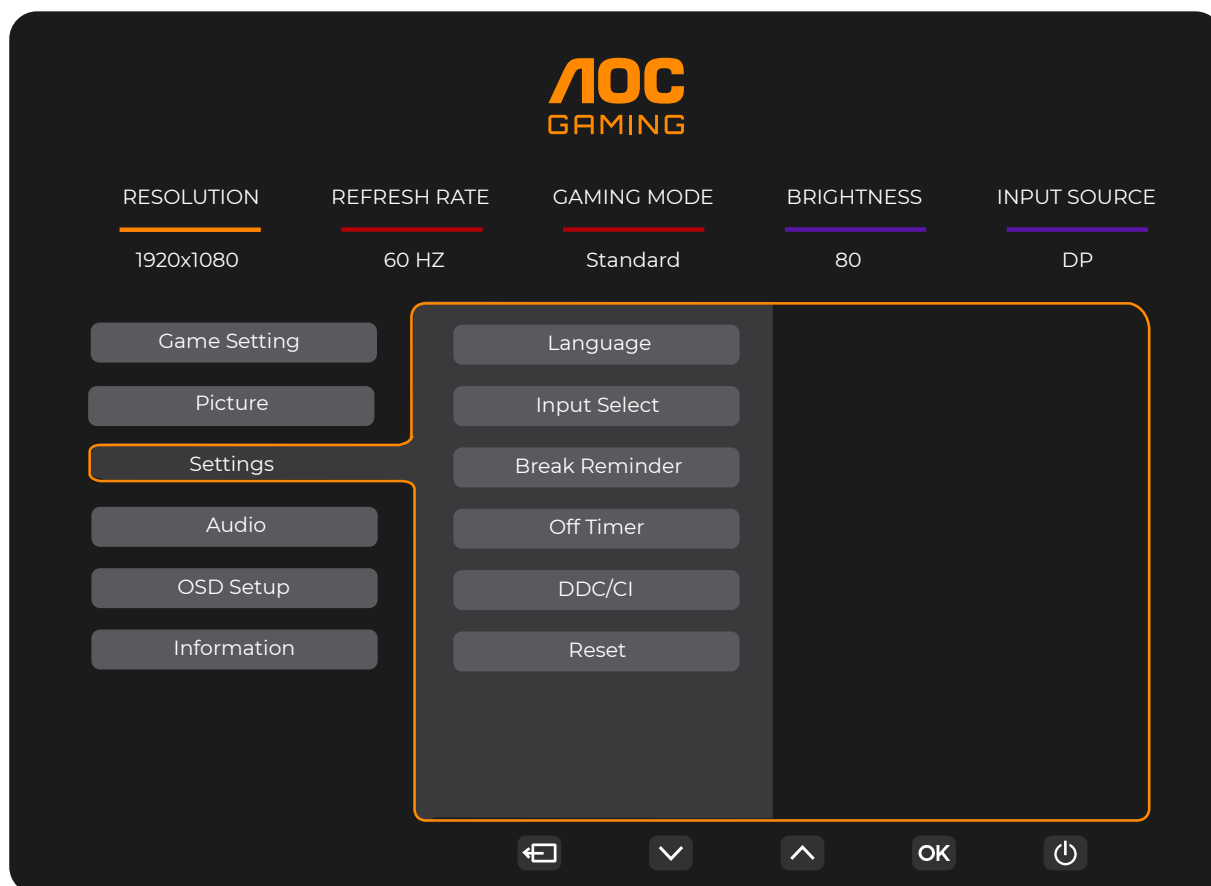 AOC
GAMING
RESOLUTION REFRESH RATE GAMING MODE BRIGHTNESS INPUT SOURCE
1920x1080 60 HZ Standard 80 DP
Game Setting Language
Picture Input Select
Settings Break Reminder
Audio Off Timer
OSD Setup DDC/CI
Information Reset
OK